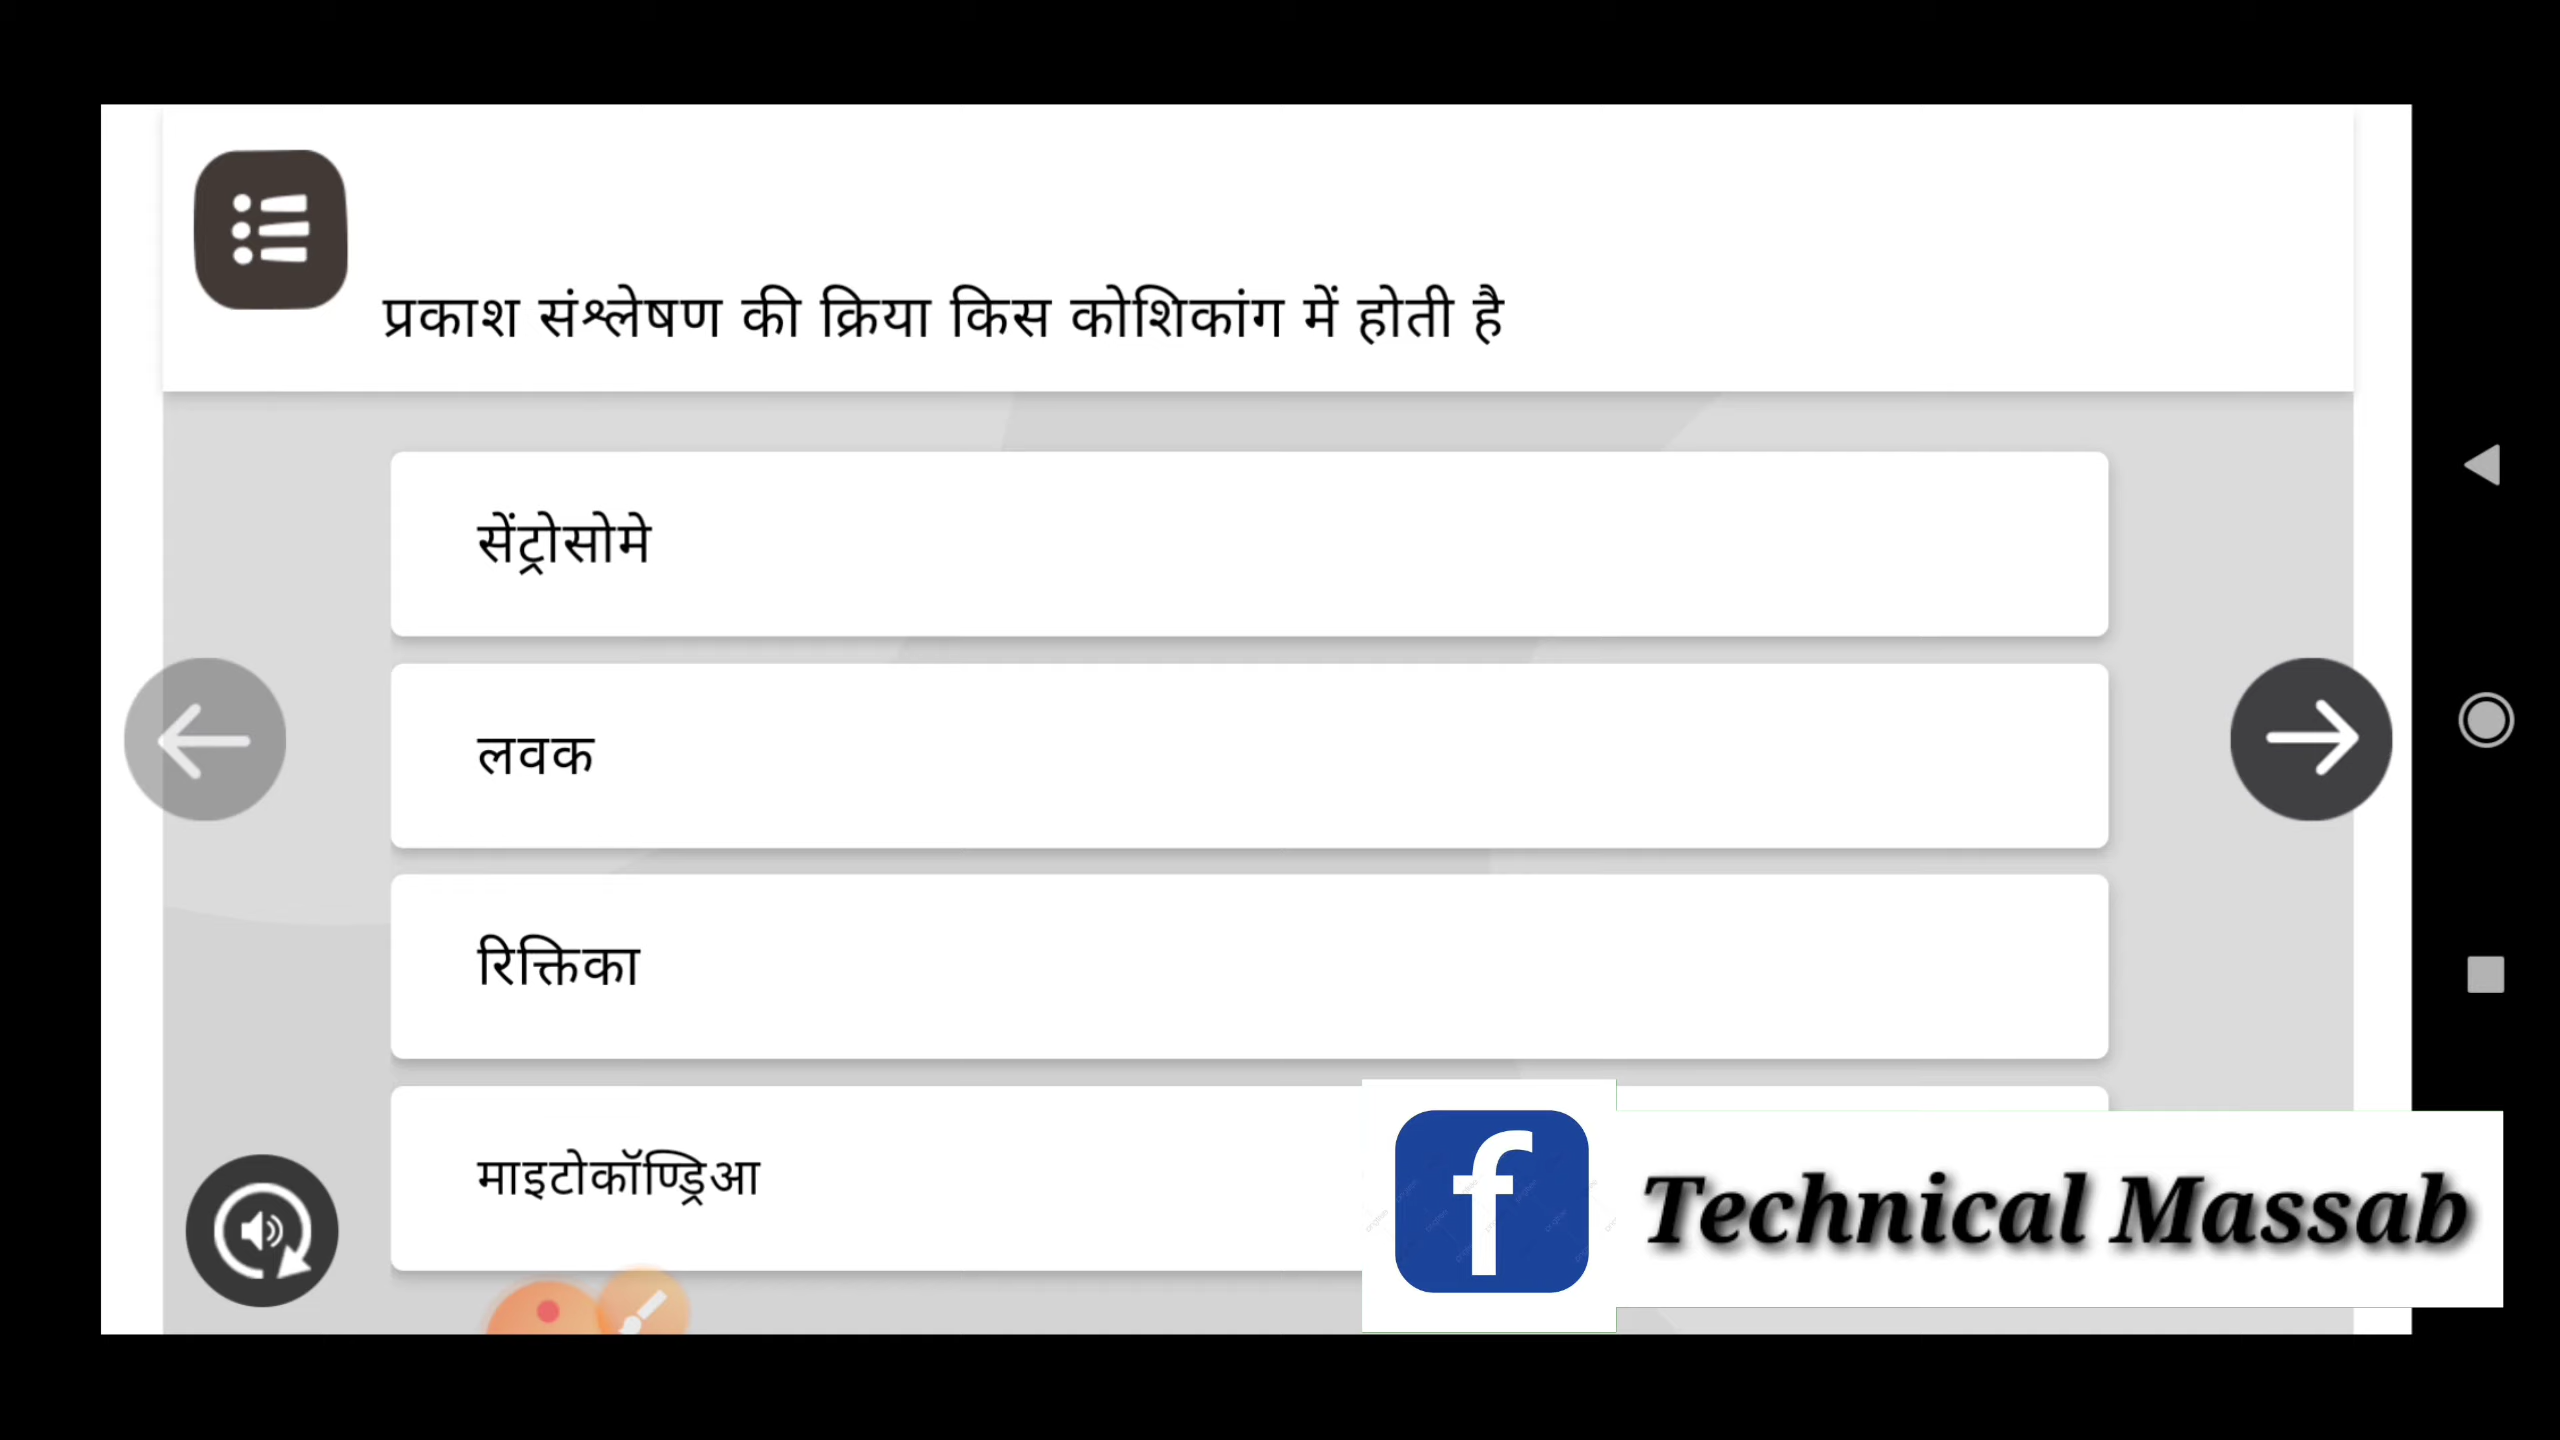 प्रकाश संश्लेषण की क्रिया किस कोशिकांग में होती है
सेंट्रोसोमे
लवक
रिक्तिका
माइटोकॉण्ड्रिआ
f
Technical Massab